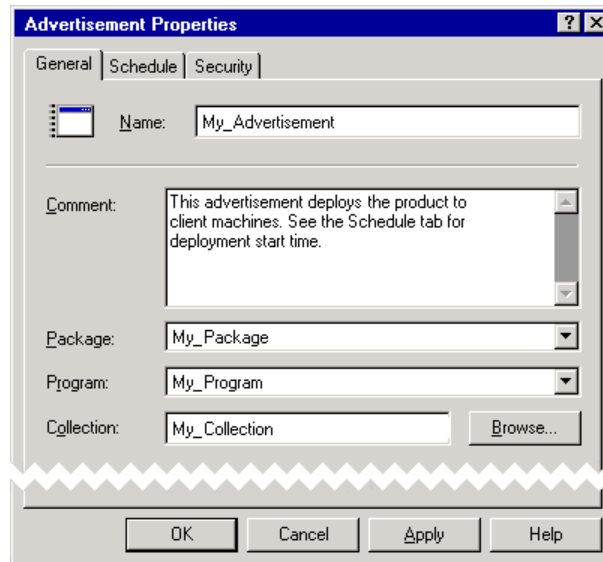 Advertisement Properties
General Schedule Security
Name: My_Advertisement
Comment: This advertisement deploys the product to
client machines. See the Schedule tab for
deployment start time.
Package: My_Package
Program: My_Program
Collection: My_Collection Browse...
OK Cancel Apply Help